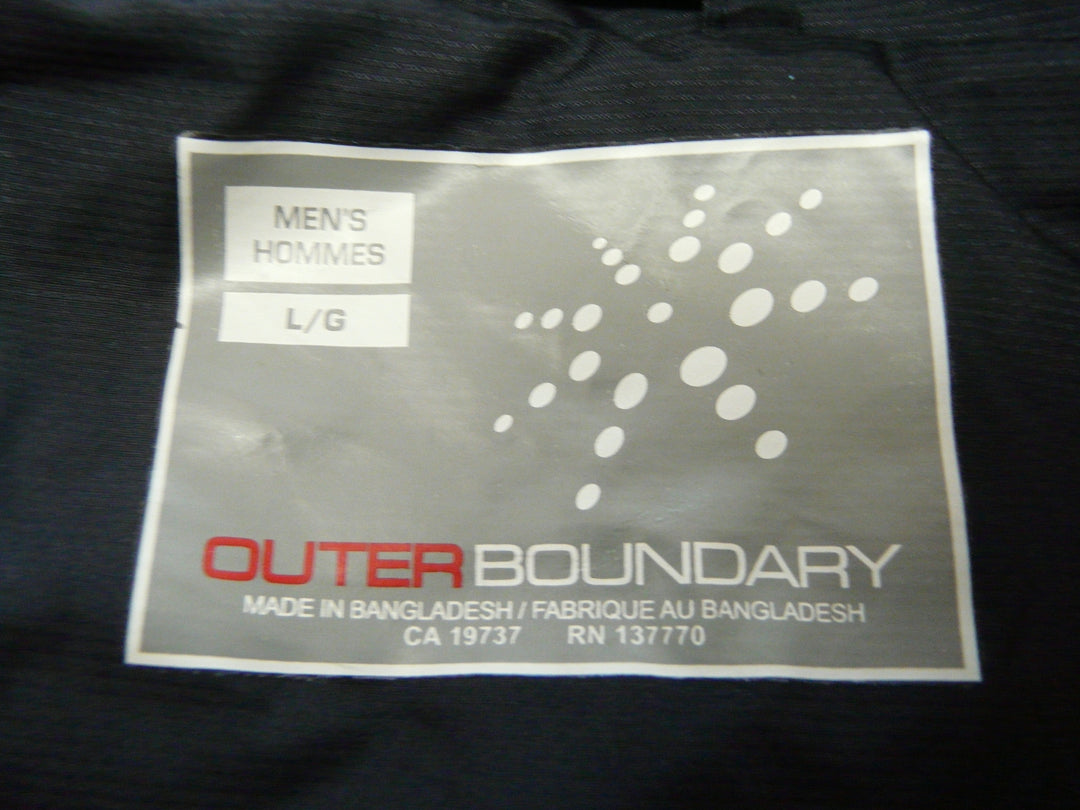 MEN'S
HOMMES
L/G
OUTER BOUNDARY
MADE IN BANGLADESH / FABRIQUE AU BANGLADESH
CA 19737 RN 137770